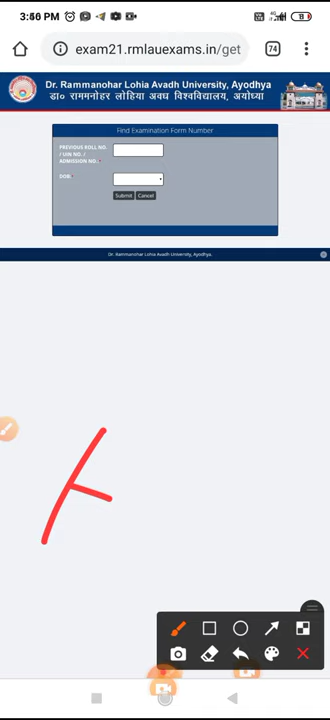 3:56 PM
exam21.rmlauexams.in/get
74
Dr. Rammanohar Lohia Avadh University, Ayodhya
डा० राममनोहर लोहिया अवध विश्वविद्यालय, अयोध्या
Find Examination Form Number
PREVIOUS ROLL NO.
/ UIN NO. /
ADMISSION NO.*
DOB.*
Submit Cancel
Dr. Rammanohar Lohia Avadh University, Ayodhya.